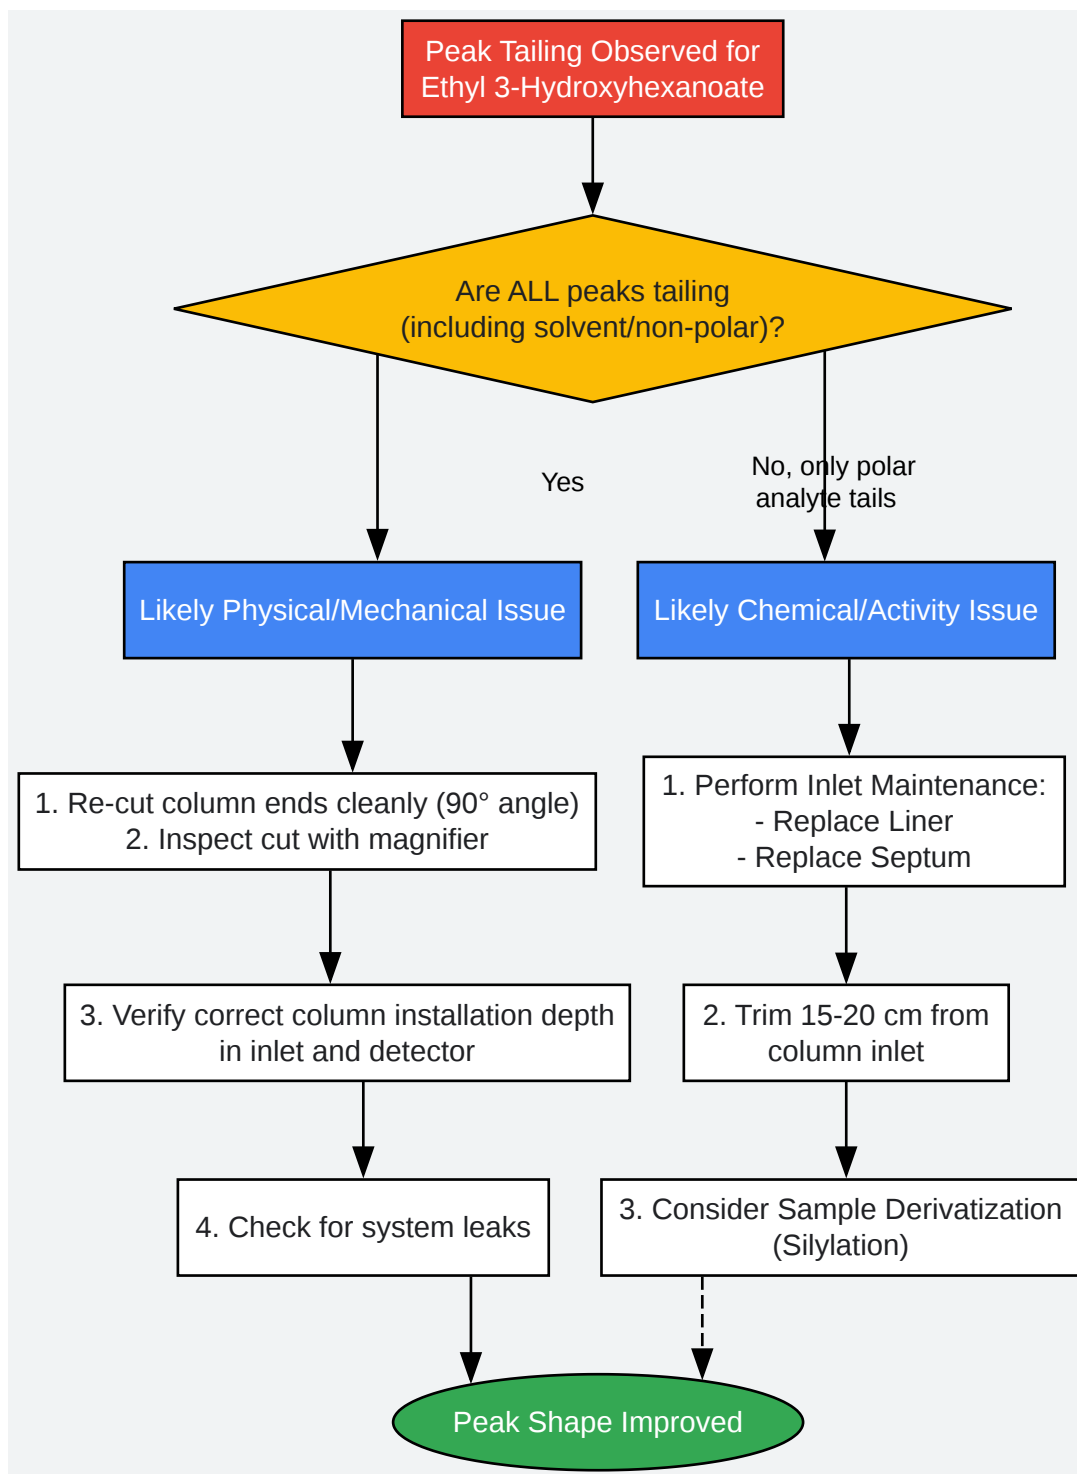 Peak Tailing Observed for
Ethyl 3-Hydroxyhexanoate
Are ALL peaks tailing
(including solvent/non-polar)?
Yes
No, only polar
analyte tails
Likely Physical/Mechanical Issue
Likely Chemical/Activity Issue
1. Re-cut column ends cleanly (90° angle)
2. Inspect cut with magnifier
1. Perform Inlet Maintenance:
- Replace Liner
- Replace Septum
3. Verify correct column installation depth
in inlet and detector
2. Trim 15-20 cm from
column inlet
4. Check for system leaks
3. Consider Sample Derivatization
(Silylation)
Peak Shape Improved